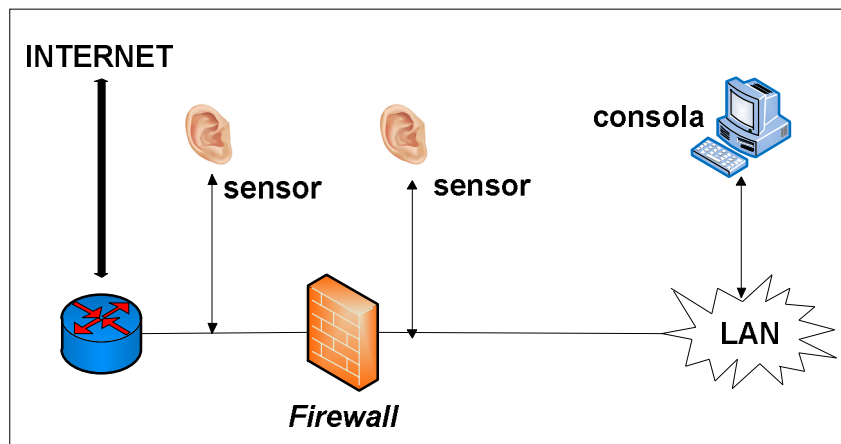 INTERNET
sensor
sensor
consola
Firewall
LAN